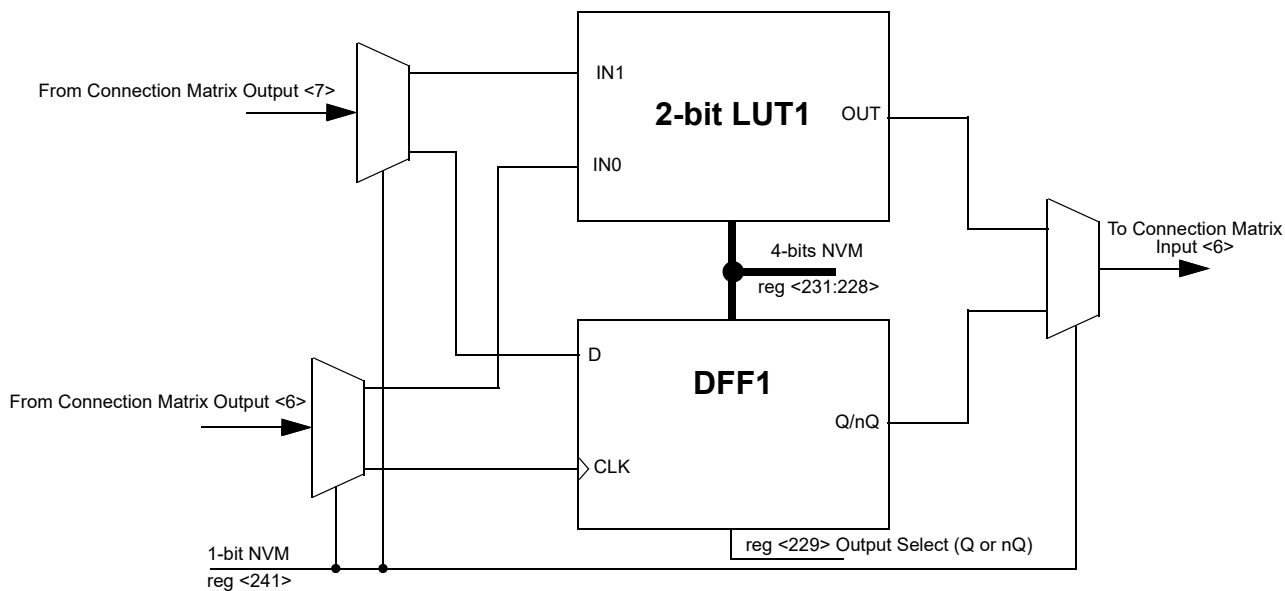 From Connection Matrix Output <7>
IN1
2-bit LUT1
OUT
IN0
To Connection Matrix
Input <6>
4-bits NVM
reg <231:228>
D
DFF1
From Connection Matrix Output <6>
Q/nQ
CLK
reg <229> Output Select (Q or nQ)
1-bit NVM
reg <241>